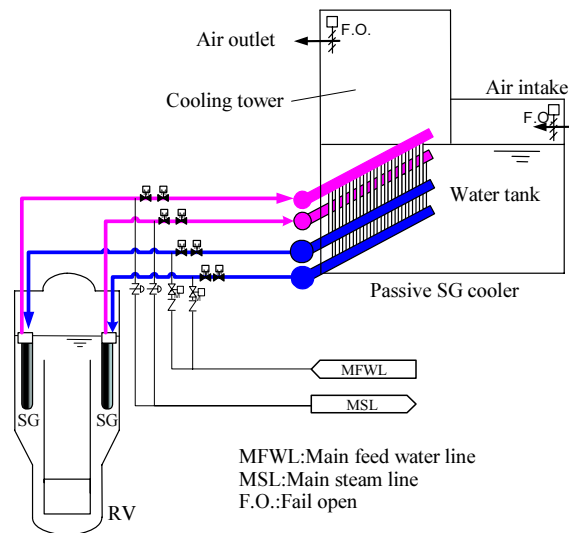 F.O.
Air outlet
Air intake
Cooling tower
F.O.
Water tank
Passive SG cooler
MFWL
SG
SG
MSL
MFWL:Main feed water line
MSL:Main steam line
F.O.:Fail open
RV